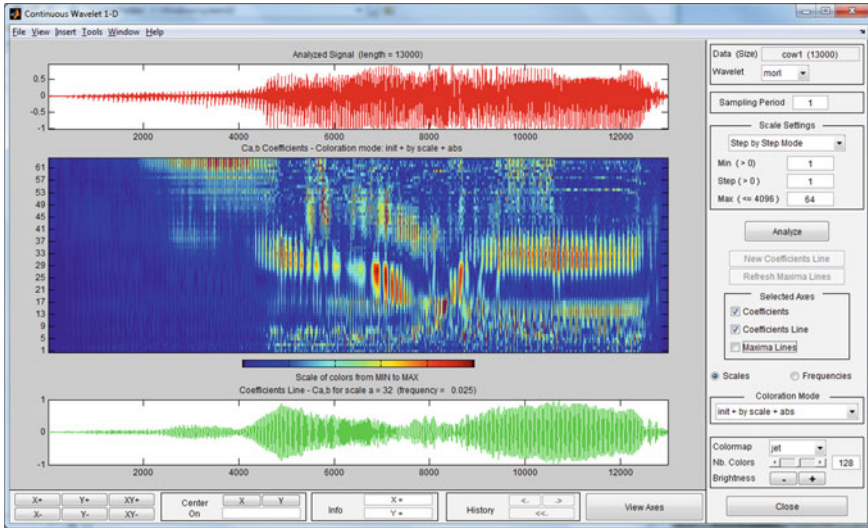 Continuous Wavelet 1-D
File View Insert Tools Window Help
Analyzed Signal (length = 13000)
0.5
0
-0.5
-1
2000 4000 6000 8000 10000 12000
Ca,b Coefficients - Coloration mode: init + by scale + abs
61
57
53
49
45
41
37
33
29
25
21
17
13
9
5
1
Scale of colors from MIN to MAX
Coefficients Line - Ca,b for scale a = 32 (frequency = 0.025)
1
0
-1
2000 4000 6000 8000 10000 12000
X+ Y+ XY+
X- Y- XY-
Center On
X Y
Info
X =
Y =
History
<- ->
<<-
View Axes
Data (Size) cow1 (13000)
Wavelet morl
Sampling Period 1
Scale Settings
Step by Step Mode
Min ( > 0) 1
Step ( > 0 ) 1
Max ( <= 4096) 64
Analyze
New Coefficients Line
Refresh Maxima Lines
Selected Axes
Coefficients
Coefficients Line
Maxima Lines
Scales Frequencies
Coloration Mode
init + by scale + abs
Colormap jet
Nb. Colors 128
Brightness - +
Close